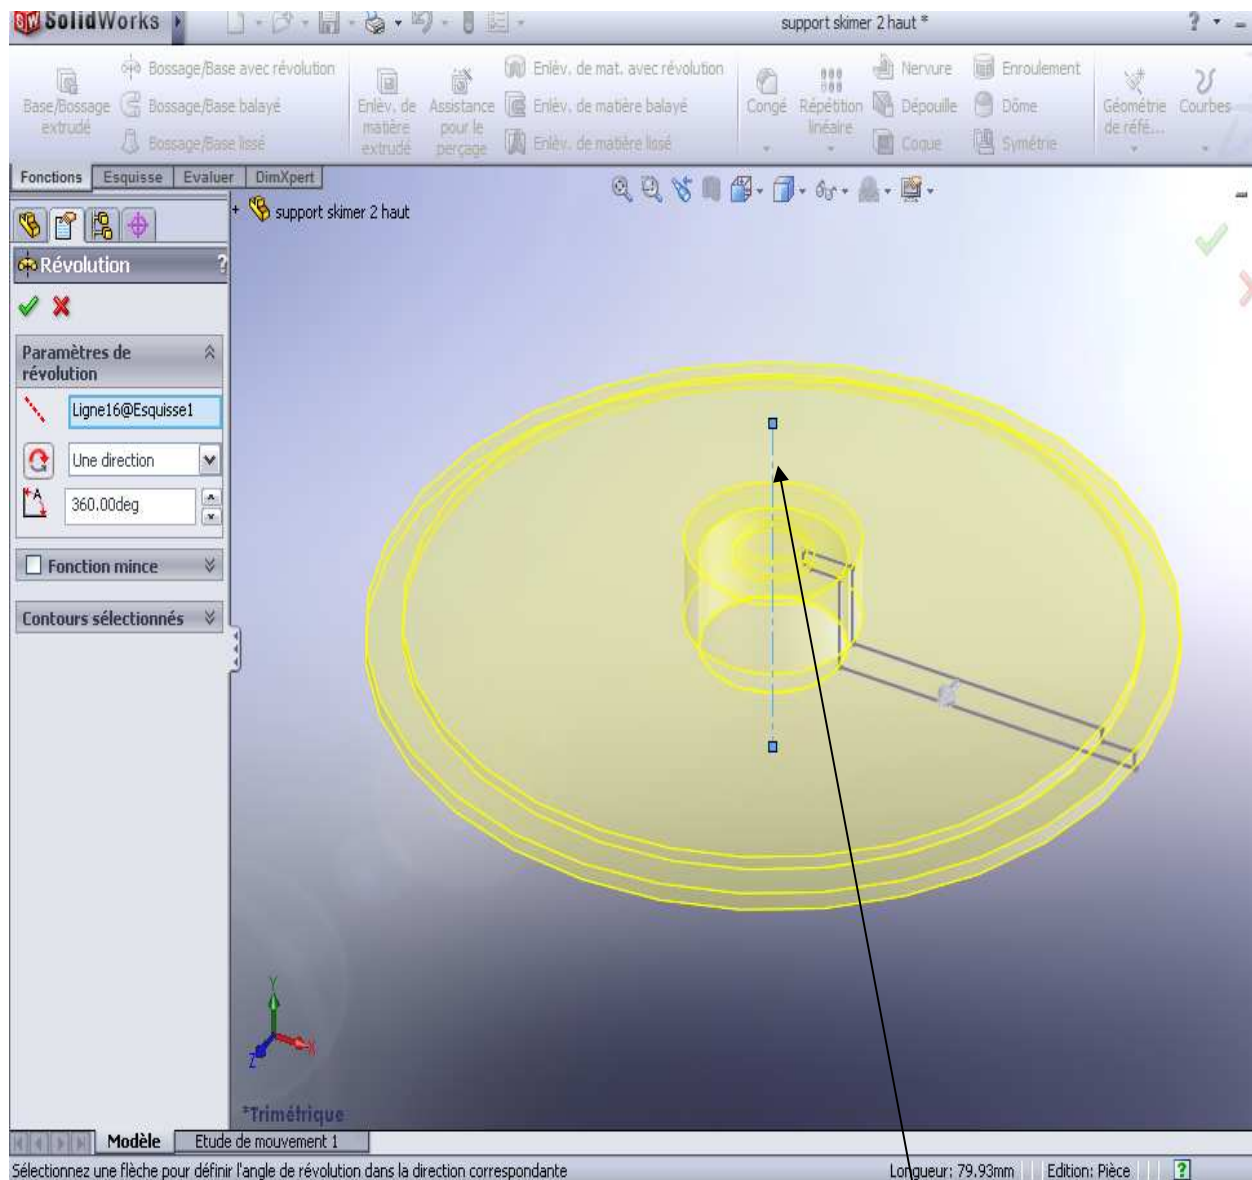 SolidWorks
support skimer 2 haut *
?
Base/Bossage extrudé
Bossage/Base avec révolution
Bossage/Base balayé
Bossage/Base lissé
Enlèv. de matière extrudé
Assistance pour le perçage
Enlèv. de mat. avec révolution
Enlèv. de matière balayé
Enlèv. de matière lissé
Congé
Répétition linéaire
Nervure
Dépouille
Coque
Enroulement
Dôme
Symétrie
Géométrie de réfé...
Courbes
Fonctions
Esquisse
Evaluer
DimXpert
+ support skimer 2 haut
Révolution
?
Paramètres de
révolution
Ligne16@Esquisse1
Une direction
A
360.00deg
Fonction mince
Contours sélectionnés
Y
X
Z
*Trimétrique
Modèle
Etude de mouvement 1
Sélectionnez une flèche pour définir l'angle de révolution dans la direction correspondante
Longueur: 79.93mm
Edition: Pièce
?